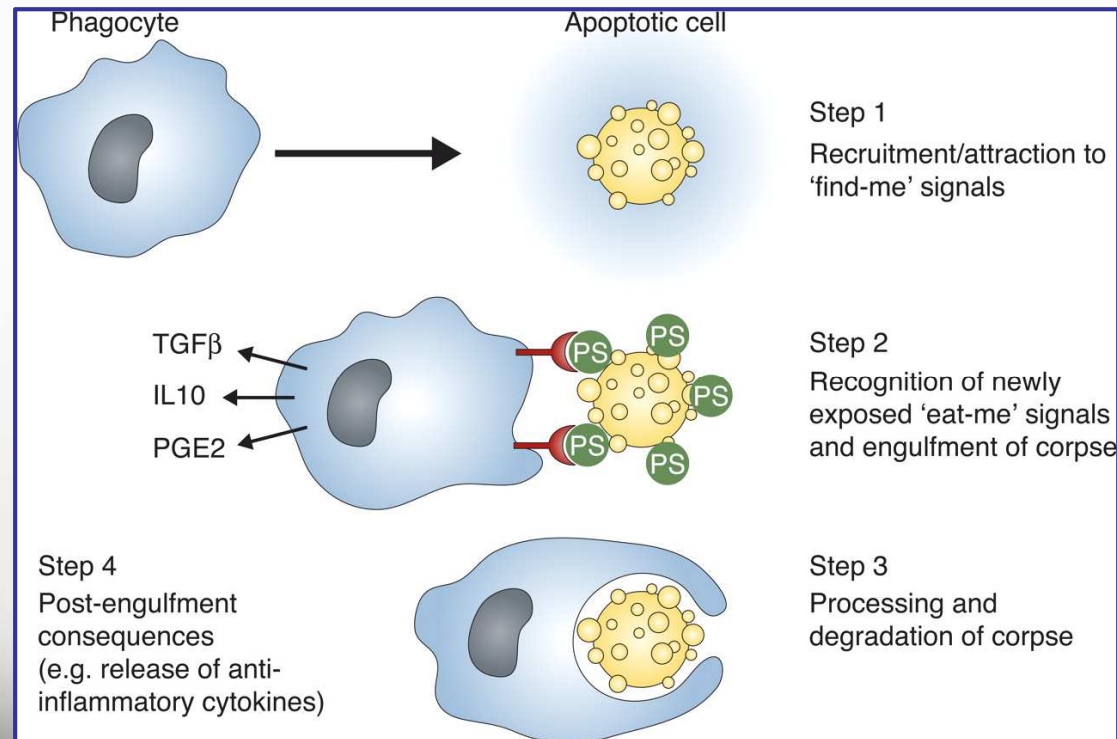 Phagocyte
Apoptotic cell
Step 1
Recruitment/attraction to
‘find-me’ signals
TGFβ
IL10
PGE2
PS
PS
PS
PS
PS
Step 2
Recognition of newly
exposed ‘eat-me’ signals
and engulfment of corpse
Step 4
Post-engulfment
consequences
(e.g. release of anti-
inflammatory cytokines)
Step 3
Processing and
degradation of corpse